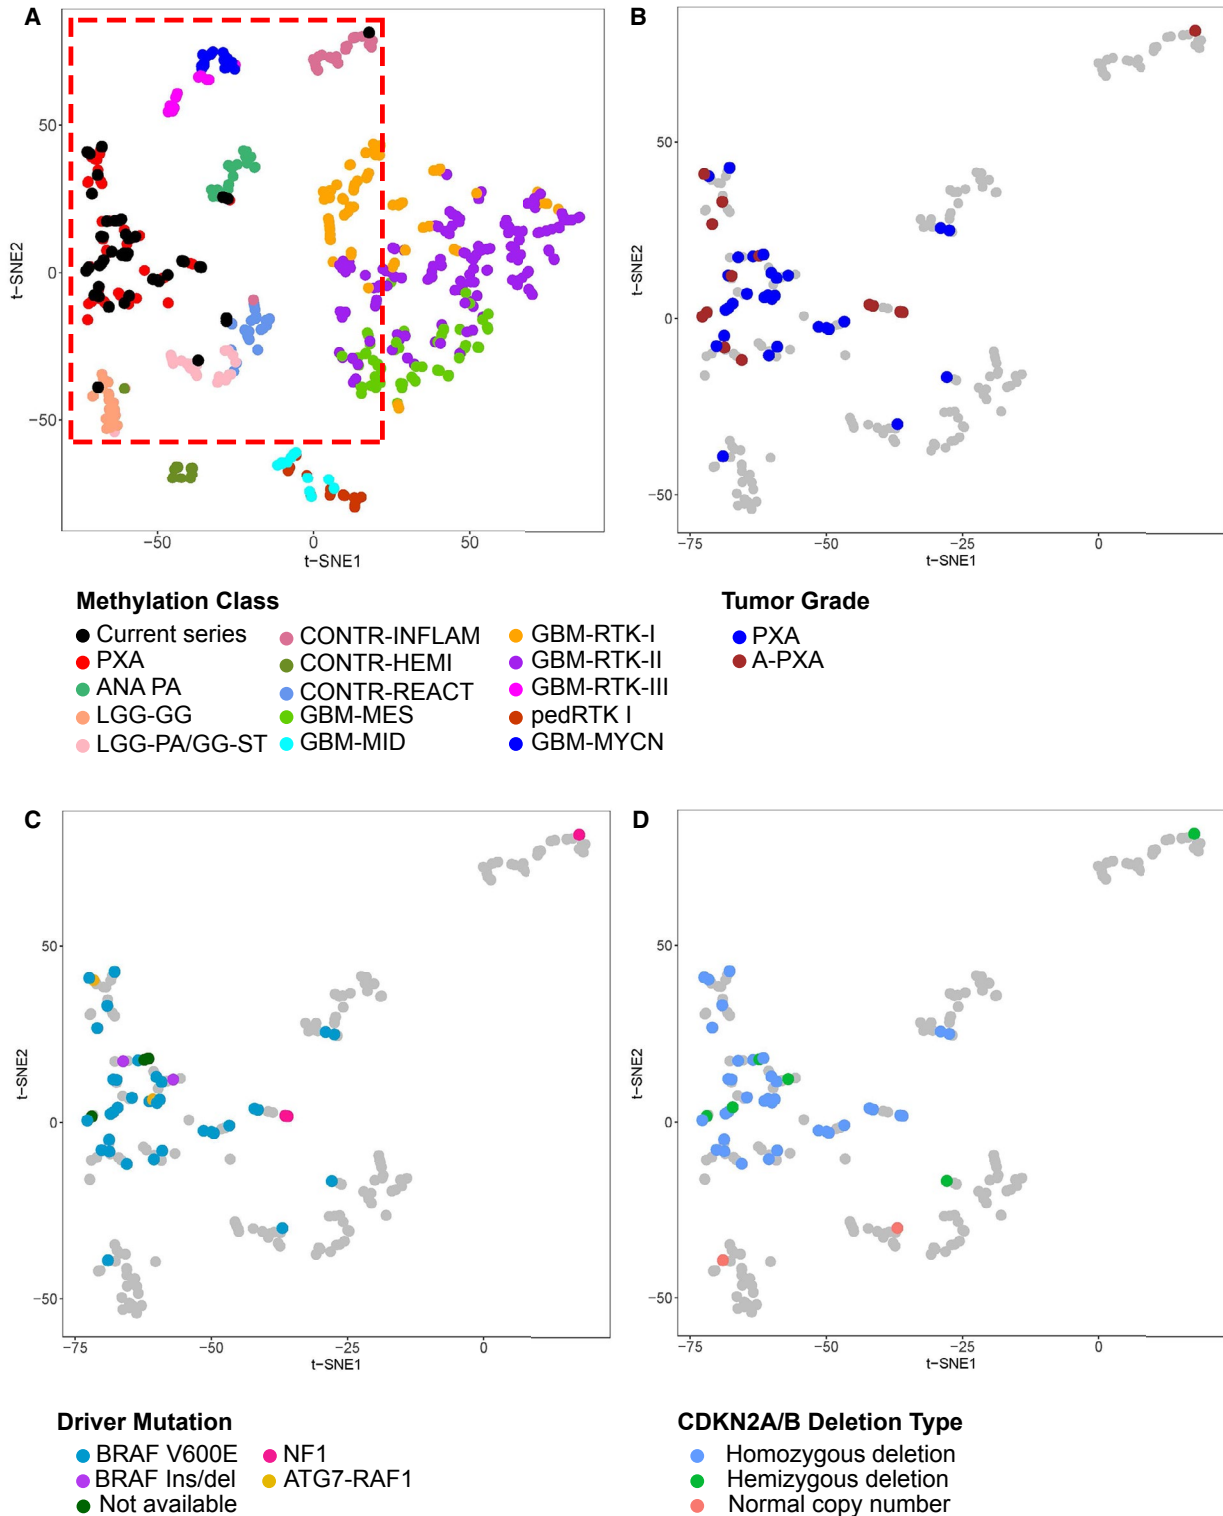 A
B
50
0
−50
t−SNE2
−50
0
50
t−SNE1
50
0
−50
t−SNE2
−75
−50
−25
0
t−SNE1
Methylation Class
Current series
PXA
ANA PA
LGG-GG
LGG-PA/GG-ST
CONTR-INFLAM
CONTR-HEMI
CONTR-REACT
GBM-MES
GBM-MID
GBM-RTK-I
GBM-RTK-II
GBM-RTK-III
pedRTK I
GBM-MYCN
Tumor Grade
PXA
A-PXA
C
D
50
0
−50
t−SNE2
−75
−50
−25
0
t−SNE1
50
0
−50
t−SNE2
−75
−50
−25
0
t−SNE1
Driver Mutation
BRAF V600E
BRAF Ins/del
Not available
NF1
ATG7-RAF1
CDKN2A/B Deletion Type
Homozygous deletion
Hemizygous deletion
Normal copy number